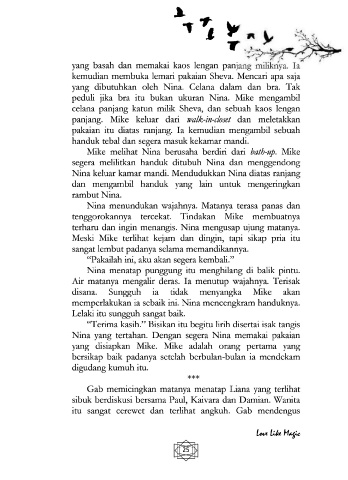 yang basah dan memakai kaos lengan panjang miliknya. Ia
kemudian membuka lemari pakaian Sheva. Mencari apa saja
yang dibutuhkan oleh Nina. Celana dalam dan bra. Tak
peduli jika bra itu bukan ukuran Nina. Mike mengambil
celana panjang katun milik Sheva, dan sebuah kaos lengan
panjang. Mike keluar dari walk-in-closet dan meletakkan
pakaian itu diatas ranjang. Ia kemudian mengambil sebuah
handuk tebal dan segera masuk kekamar mandi.
Mike melihat Nina berusaha berdiri dari bath-up. Mike
segera melilitkan handuk ditubuh Nina dan menggendong
Nina keluar kamar mandi. Mendudukkan Nina diatas ranjang
dan mengambil handuk yang lain untuk mengeringkan
rambut Nina.
Nina menundukan wajahnya. Matanya terasa panas dan
tenggorokannya tercekat. Tindakan Mike membuatnya
terharu dan ingin menangis. Nina mengusap ujung matanya.
Meski Mike terlihat kejam dan dingin, tapi sikap pria itu
sangat lembut padanya selama memandikannya.
"Pakailah ini, aku akan segera kembali."
Nina menatap punggung itu menghilang di balik pintu.
Air matanya mengalir deras. Ia menutup wajahnya. Terisak
disana. Sungguh ia tidak menyangka Mike akan
memperlakukan ia sebaik ini. Nina mencengkram handuknya.
Lelaki itu sungguh sangat baik.
"Terima kasih." Bisikan itu begitu lirih disertai isak tangis
Nina yang tertahan. Dengan segera Nina memakai pakaian
yang disiapkan Mike. Mike adalah orang pertama yang
bersikap baik padanya setelah berbulan-bulan ia mendekam
digudang kumuh itu.
***
Gab memicingkan matanya menatap Liana yang terlihat
sibuk berdiskusi bersama Paul, Kaivara dan Damian. Wanita
itu sangat cerewet dan terlihat angkuh. Gab mendengus
Love Like Magic
25